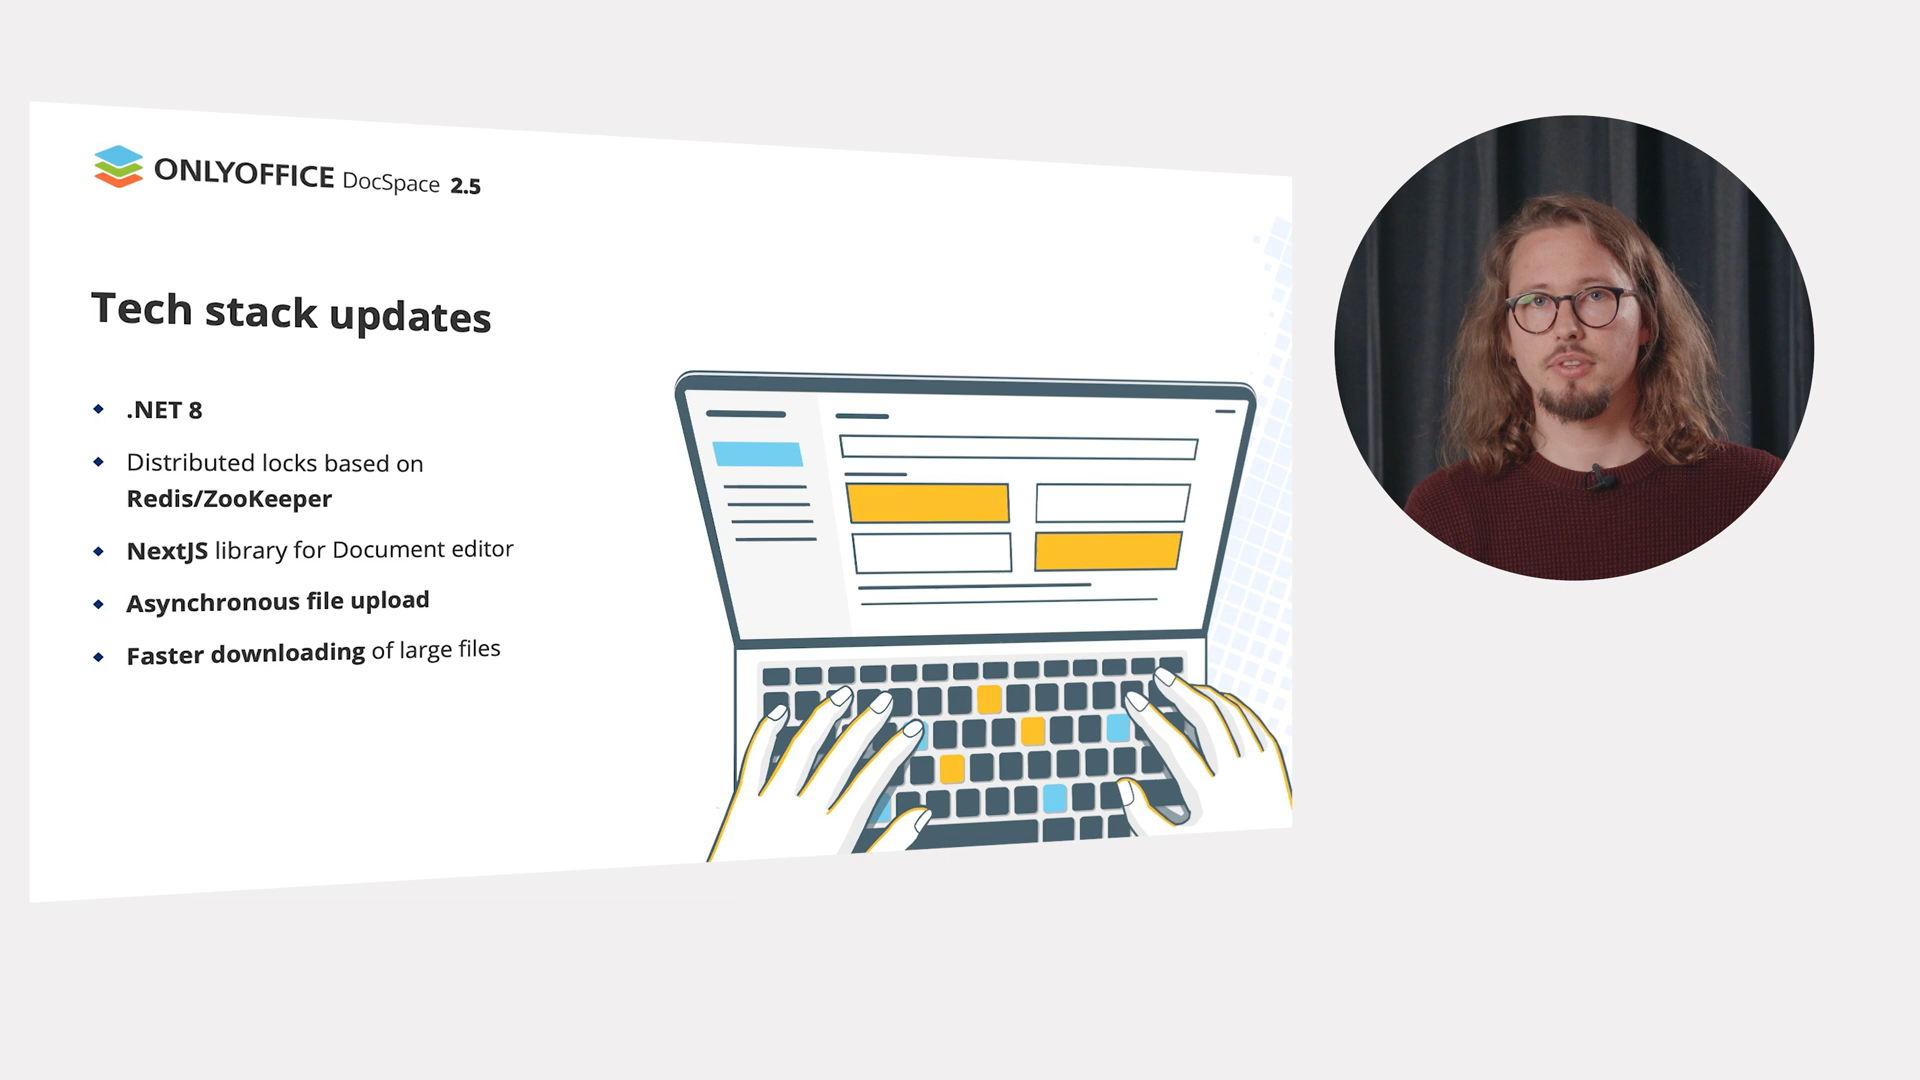 ONLYOFFICE DocSpace 2.5
Tech stack updates
.NET 8
Distributed locks based on
Redis/ZooKeeper
NextJS library for Document editor
Asynchronous file upload
Faster downloading of large files